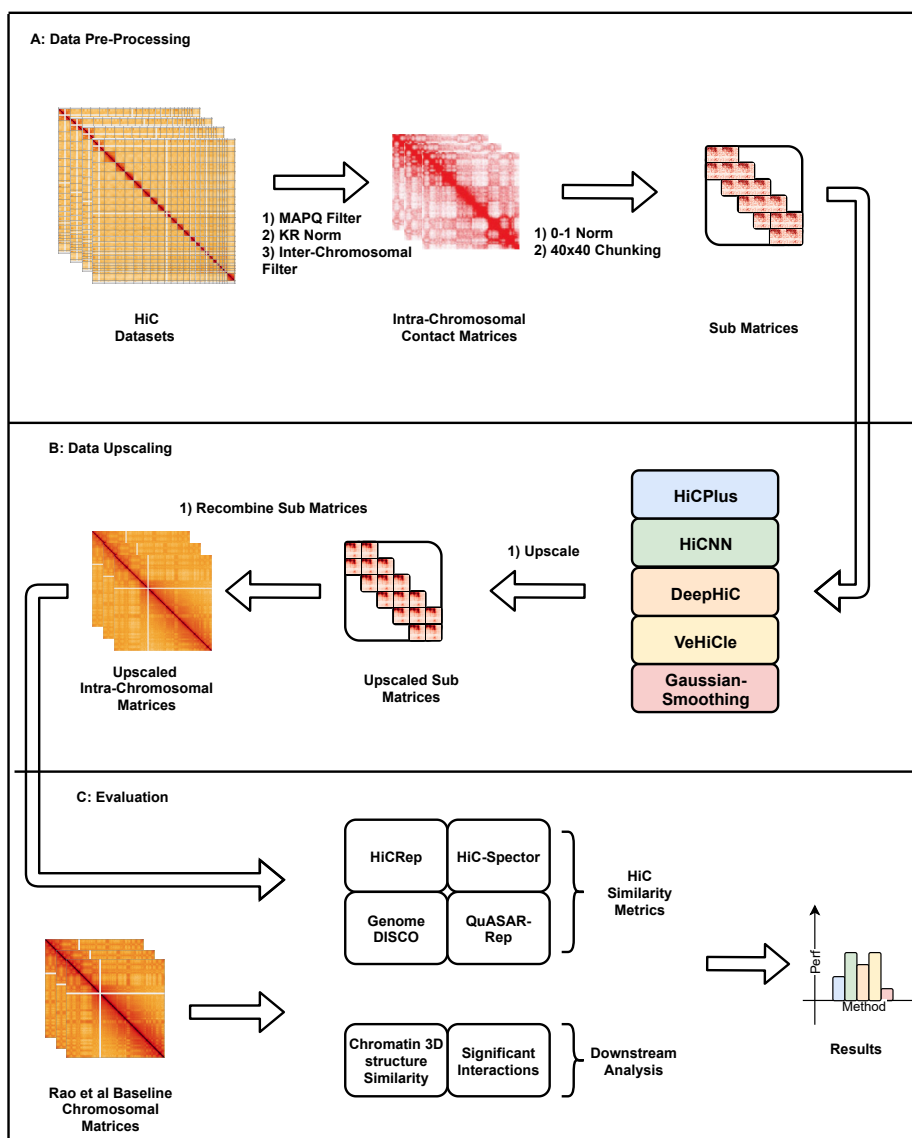 A: Data Pre-Processing
1) MAPQ Filter
2) KR Norm
3) Inter-Chromosomal
Filter
1) 0-1 Norm
2) 40x40 Chunking
HiC
Datasets
Intra-Chromosomal
Contact Matrices
Sub Matrices
B: Data Upscaling
HiCPlus
HiCNN
DeepHiC
VeHiCle
Gaussian-
Smoothing
1) Upscale
1) Recombine Sub Matrices
Upscaled Sub
Matrices
Upscaled
Intra-Chromosomal
Matrices
C: Evaluation
HiCRep
HiC-Spector
Genome
DISCO
QuASAR-
Rep
HiC
Similarity
Metrics
Chromatin 3D
structure
Similarity
Significant
Interactions
Downstream
Analysis
Rao et al Baseline
Chromosomal
Matrices
Perf
Method
Results